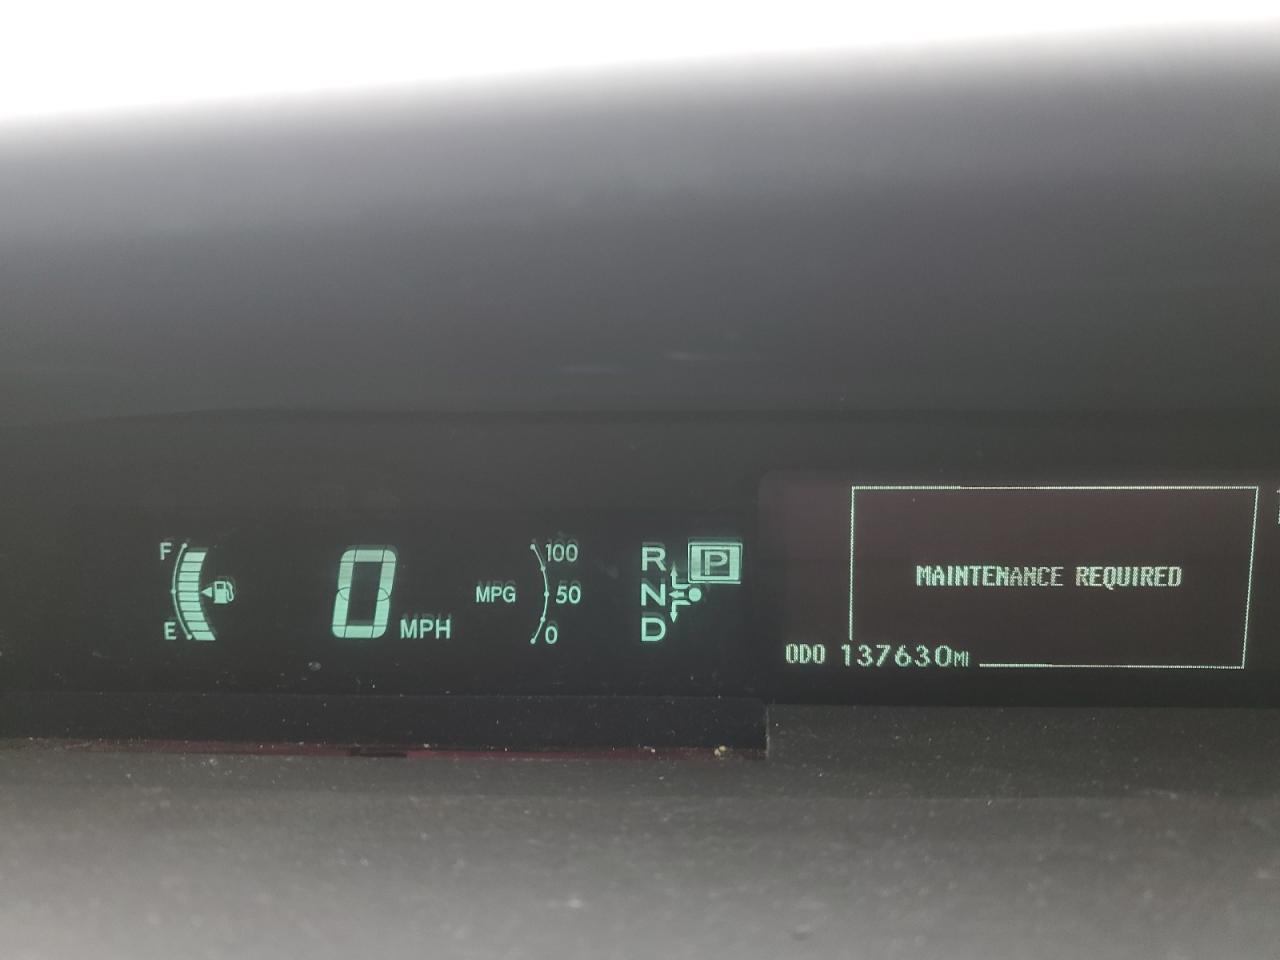 F
E
0 MPH
MPG
100
50
0
R
N
D
P
MAINTENANCE REQUIRED
ODO 137630MI